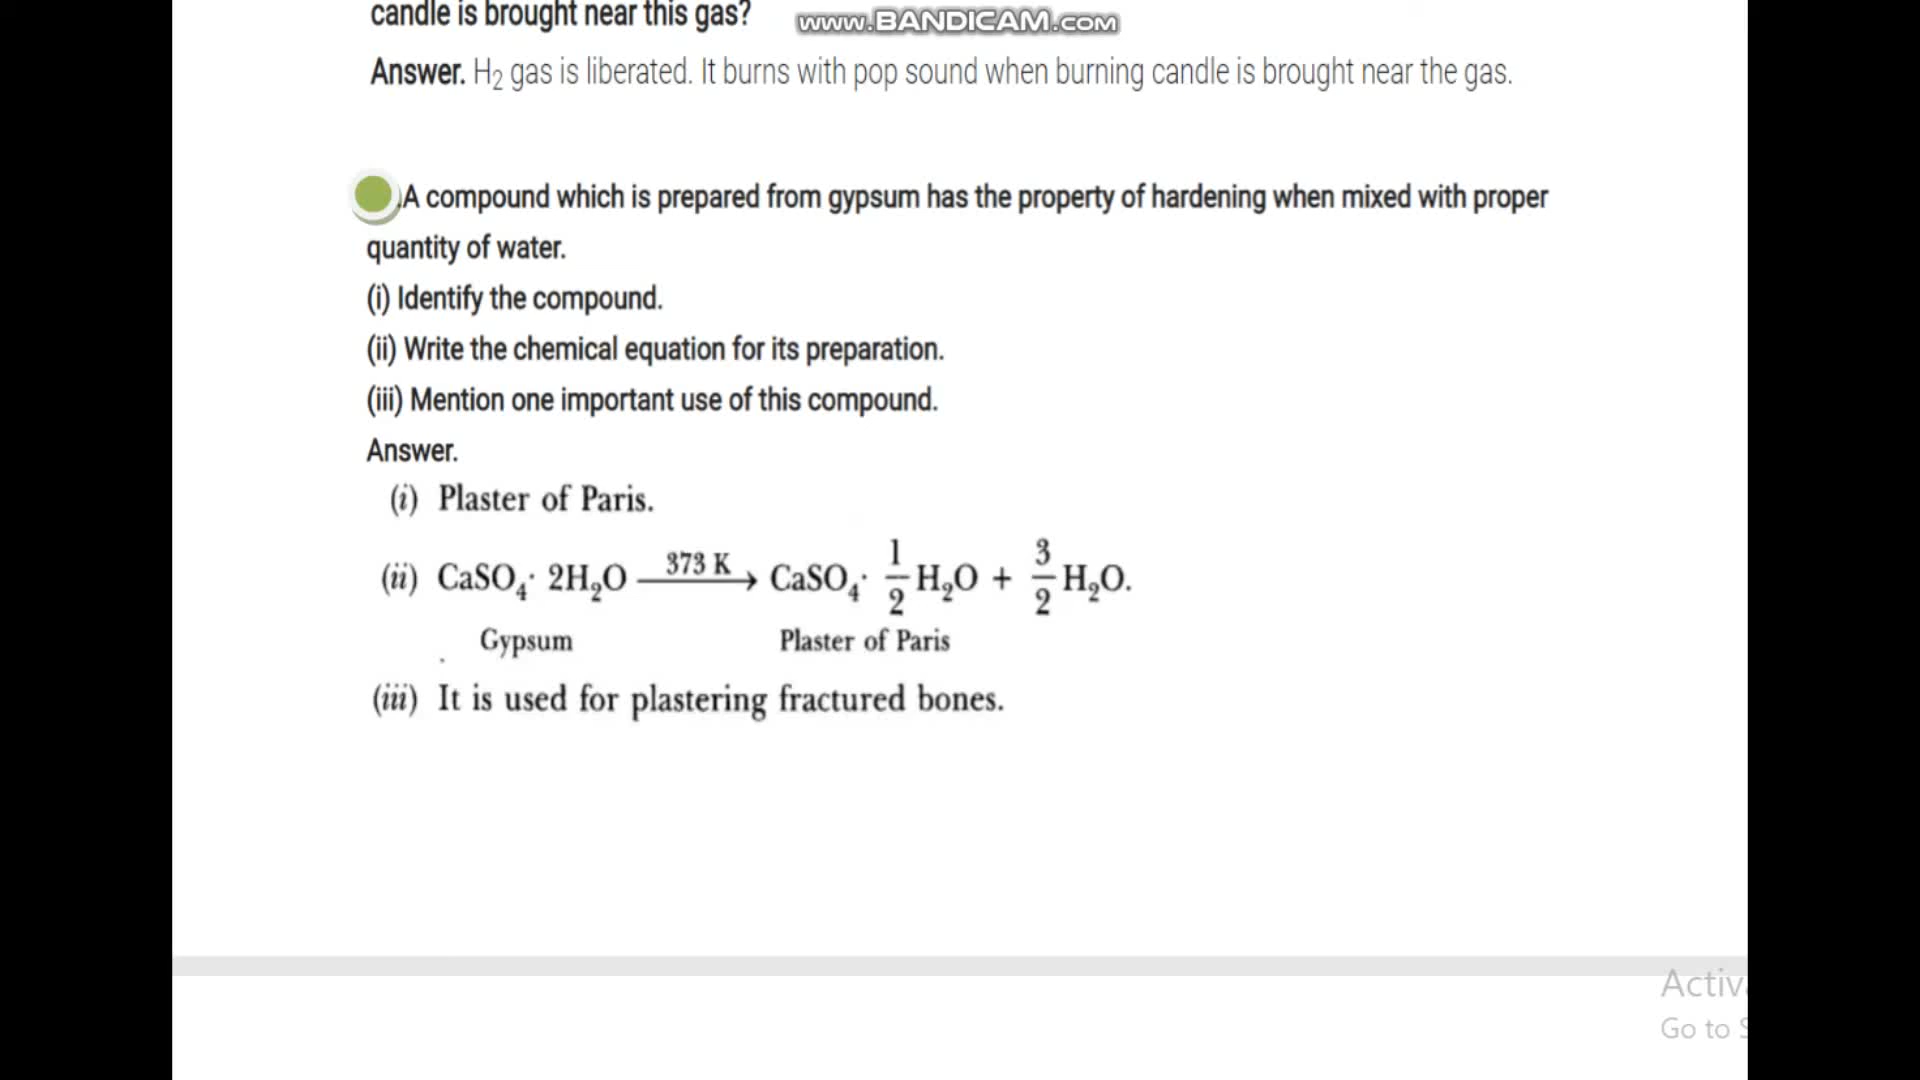 candle is brought near this gas?
www.BANDICAM.com
Answer. H2 gas is liberated. It burns with pop sound when burning candle is brought near the gas.
.A compound which is prepared from gypsum has the property of hardening when mixed with proper
quantity of water.
(i) Identify the compound.
(ii) Write the chemical equation for its preparation.
(iii) Mention one important use of this compound.
Answer.
(i) Plaster of Paris.
(ii) CaSO₄· 2H₂O —373 K→ CaSO₄· 1/2 H₂O + 3/2 H₂O.
Gypsum Plaster of Paris
(iii) It is used for plastering fractured bones.
Activ
Go to S